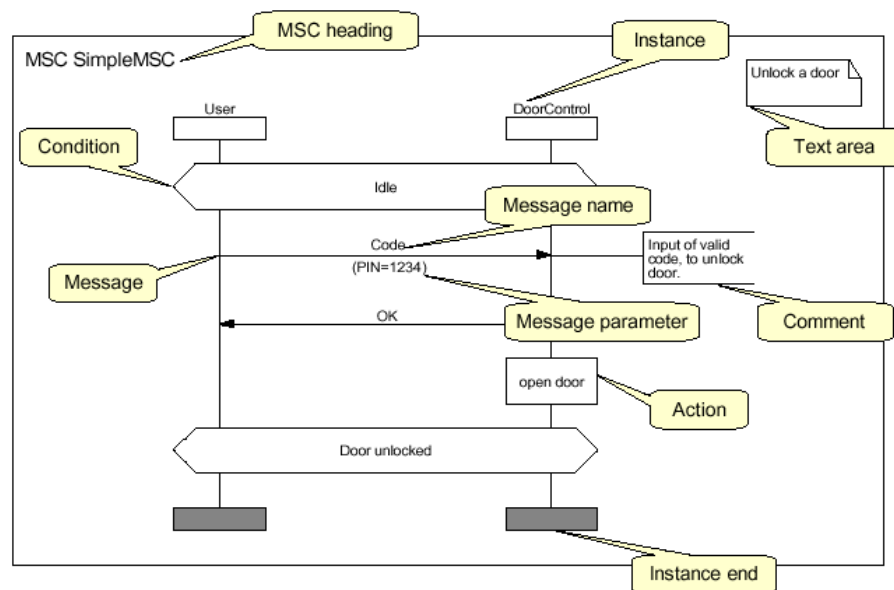 MSC heading
MSC SimpleMSC
Instance
Unlock a door
User
DoorControl
Condition
Text area
Idle
Message name
Code
Input of valid
code, to unlock
door.
(PIN=1234)
Message
OK
Message parameter
Comment
open door
Action
Door unlocked
Instance end